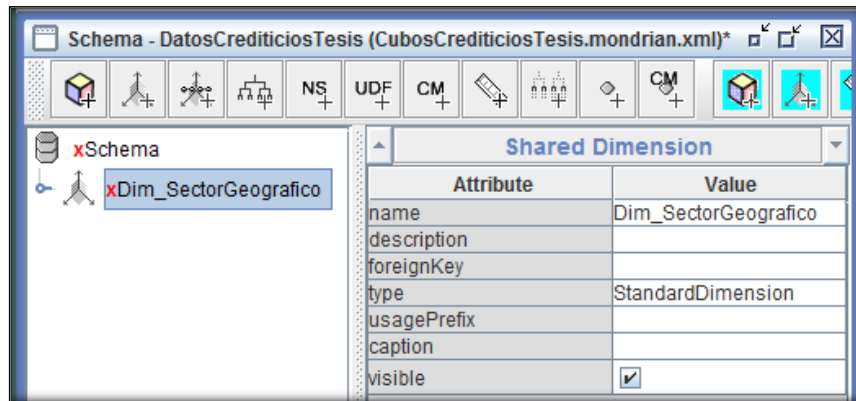 Schema - DatosCrediticiosTesis (CubosCrediticiosTesis.mondrian.xml)*
NS UDF CM CM
xSchema
xDim_SectorGeografico
Shared Dimension
Attribute Value
name Dim_SectorGeografico
description
foreignKey
type StandardDimension
usagePrefix
caption
visible